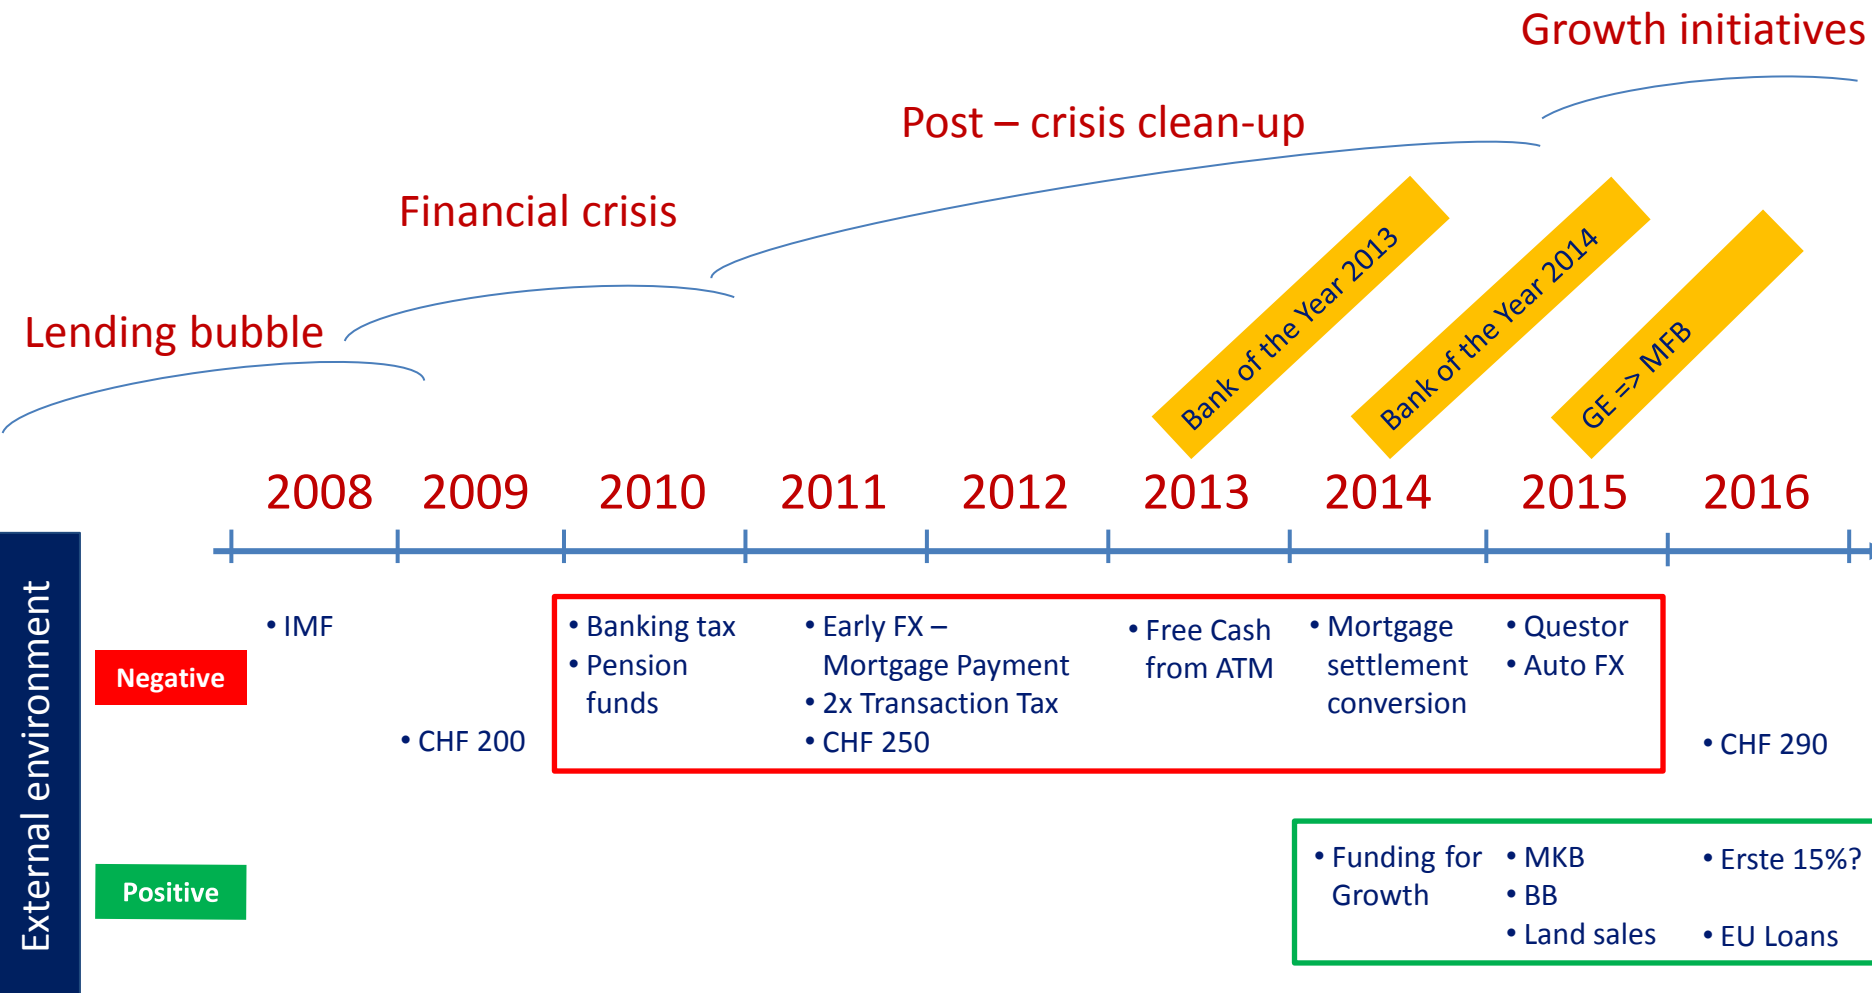 Growth initiatives
Post – crisis clean-up
Financial crisis
Lending bubble
Bank of the Year 2013
Bank of the Year 2014
GE => MFB
2008 2009 2010 2011 2012 2013 2014 2015 2016
External environment
Negative
• IMF
• CHF 200
• Banking tax
• Pension
funds
• Early FX –
Mortgage Payment
• 2x Transaction Tax
• CHF 250
• Free Cash
from ATM
• Mortgage
settlement
conversion
• Questor
• Auto FX
• CHF 290
Positive
• Funding for
Growth
• MKB
• BB
• Land sales
• Erste 15%?
• EU Loans